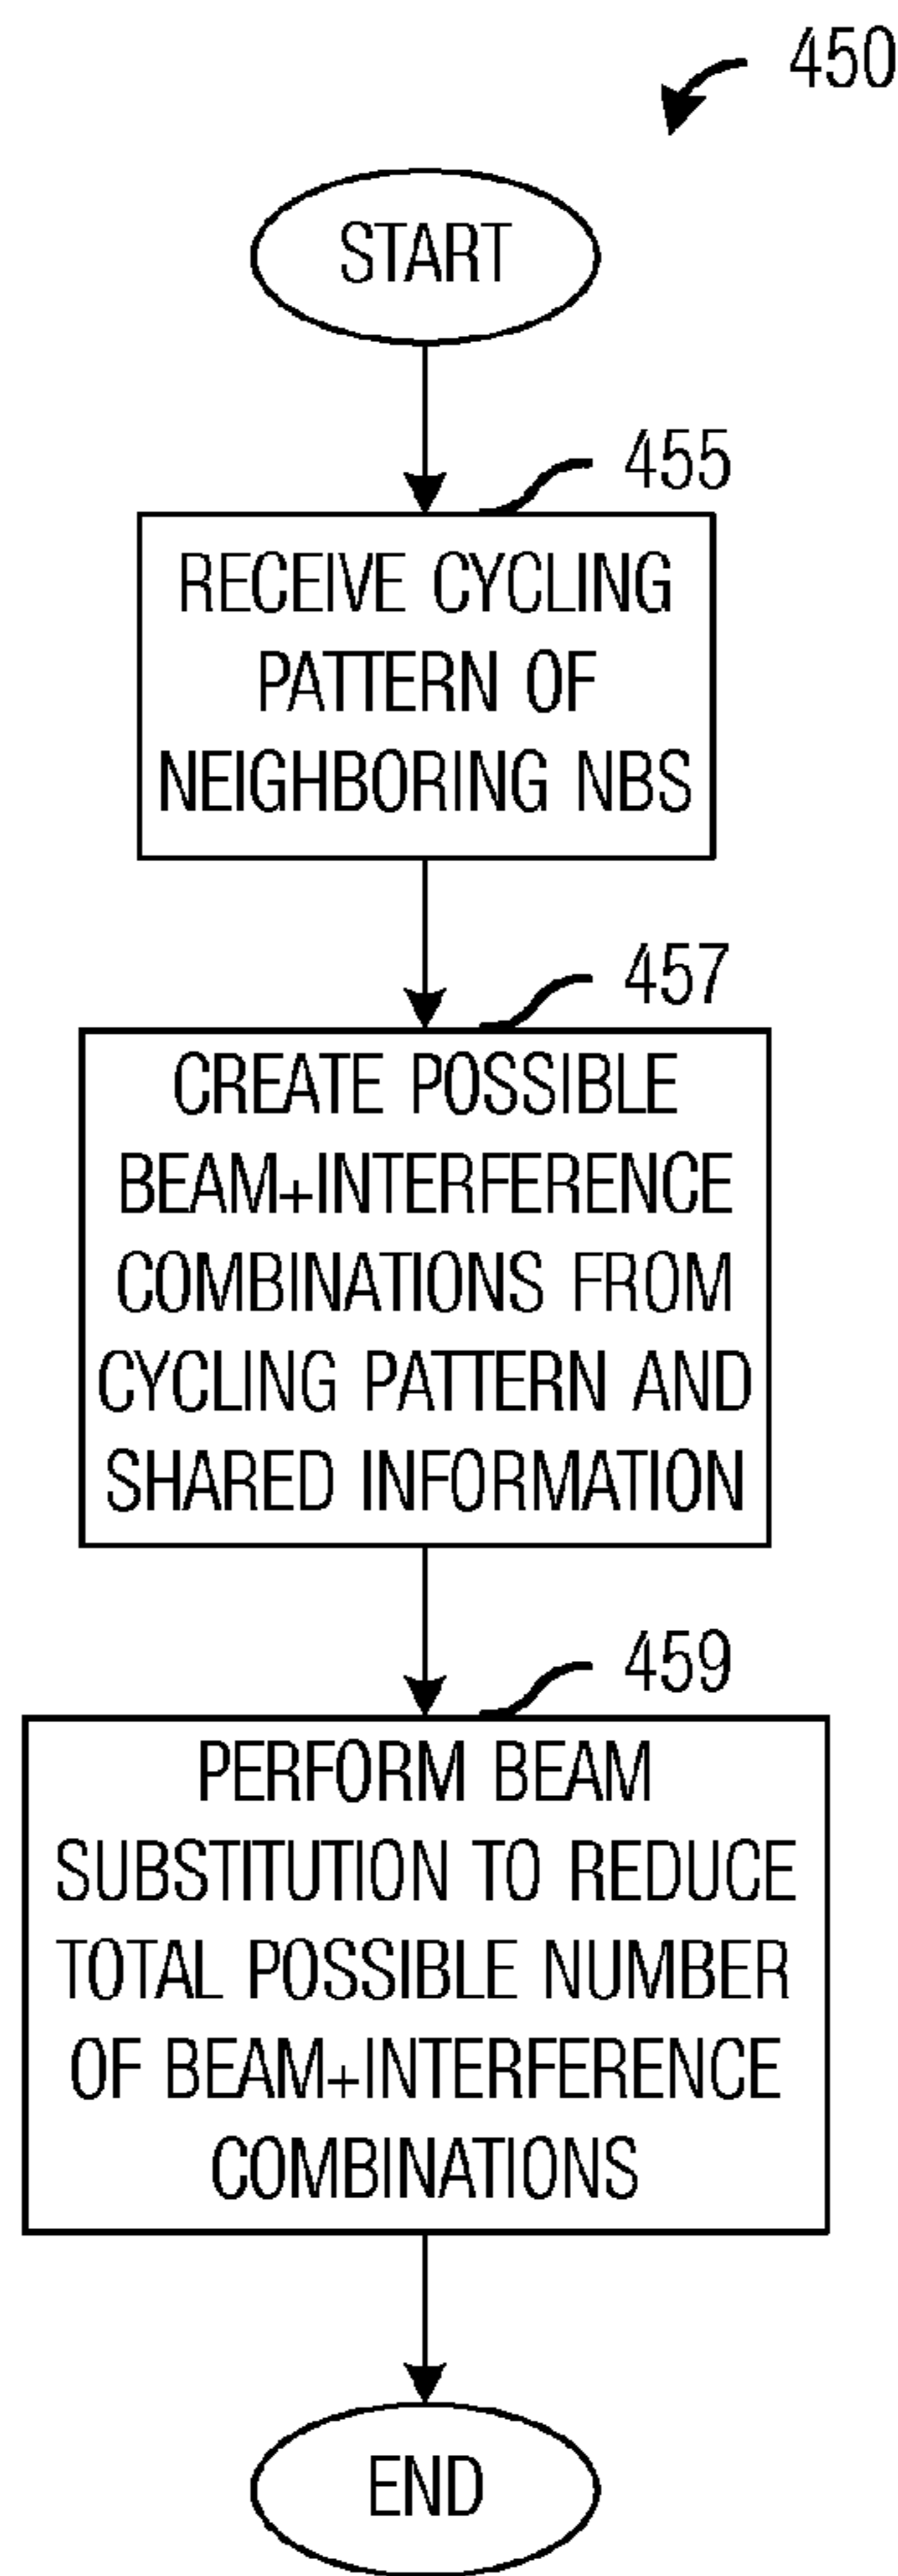 450
START
455
RECEIVE CYCLING
PATTERN OF
NEIGHBORING NBS
457
CREATE POSSIBLE
BEAM+INTERFERENCE
COMBINATIONS FROM
CYCLING PATTERN AND
SHARED INFORMATION
459
PERFORM BEAM
SUBSTITUTION TO REDUCE
TOTAL POSSIBLE NUMBER
OF BEAM+INTERFERENCE
COMBINATIONS
END